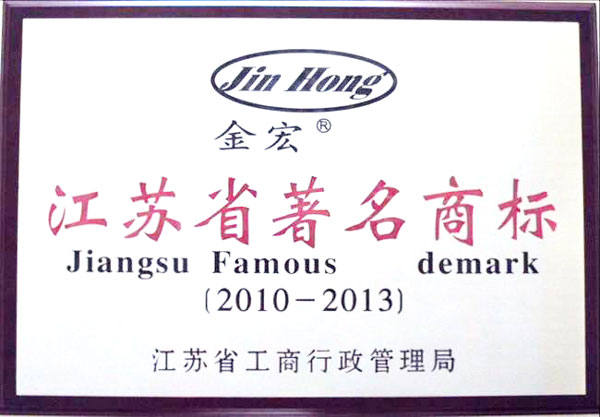 Jin Hong
金宏®
江苏省著名商标
Jiangsu Famous demark
(2010-2013)
江苏省工商行政管理局